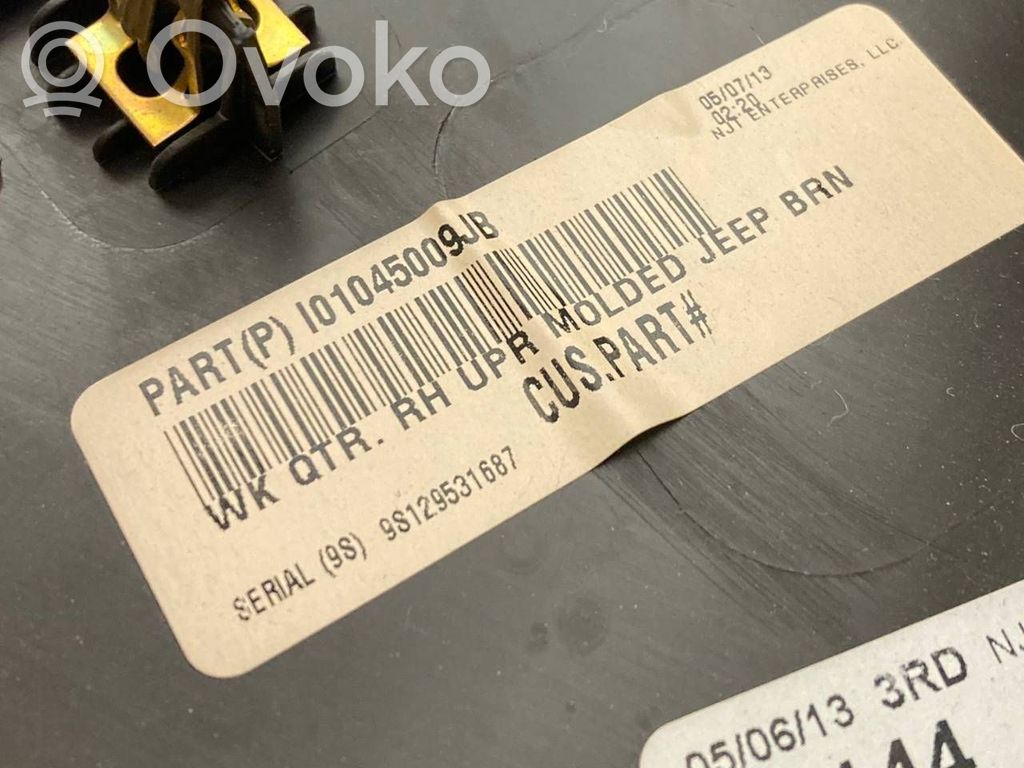 Ovoko
05/07/13
02-20
NJT ENTERPRISES, LLC.
PART(P) I01045009JB
WK QTR. RH UPR MOLDED JEEP BRN
CUS.PART#
SERIAL (9S) 9S129531687
05/06/13 3RD